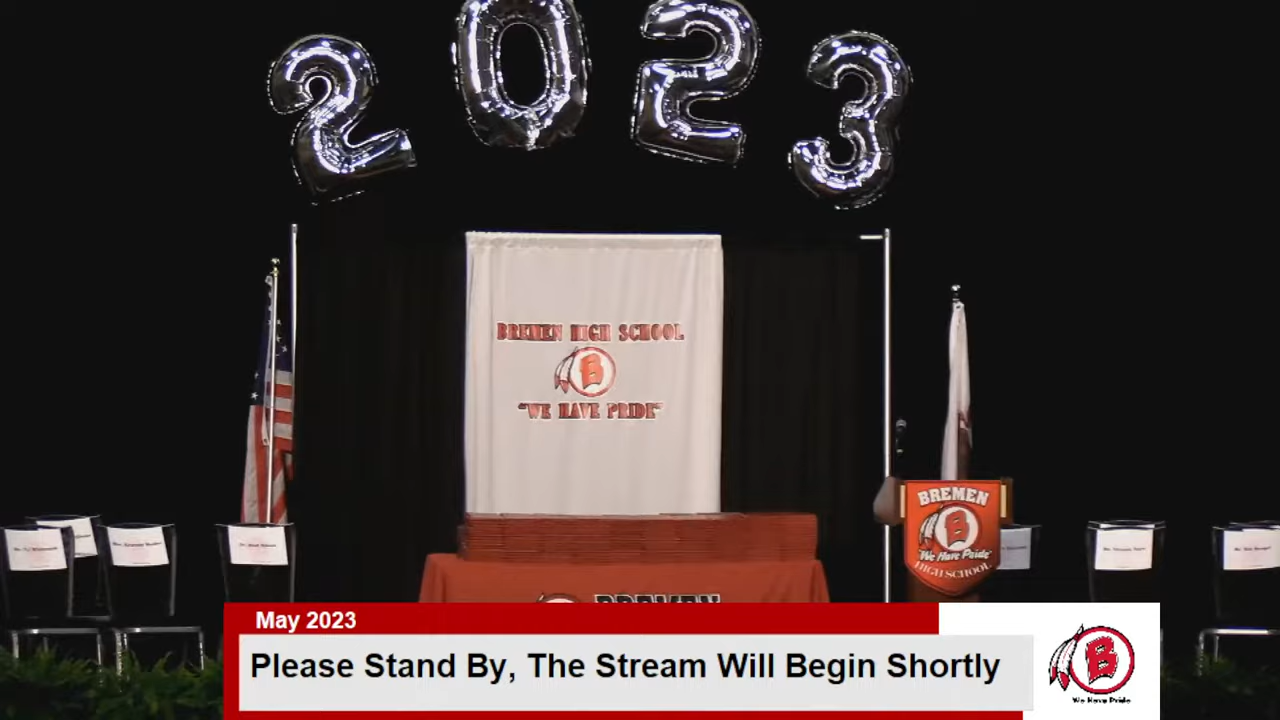 2023
BREMEN HIGH SCHOOL
B
"WE HAVE PRIDE"
BREMEN
B
"We Have Pride"
HIGH SCHOOL
BREMEN
May 2023
Please Stand By, The Stream Will Begin Shortly
B
We Have Pride